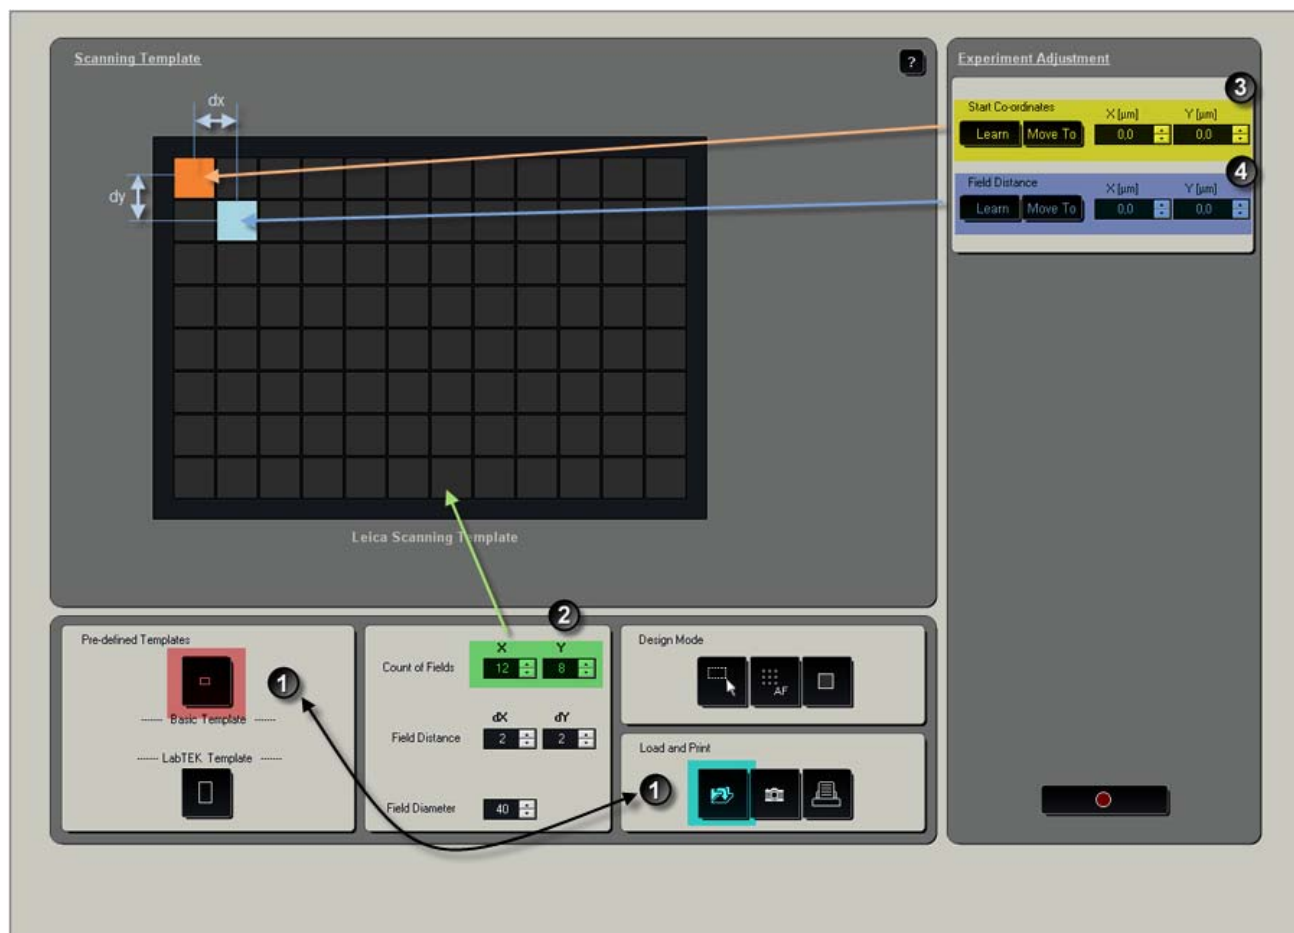 Scanning Template
?
dx
dy
Leica Scanning Template
Experiment Adjustment
3
Start Co-ordinates
X [µm] Y [µm]
Learn Move To 0,0 0,0
4
Field Distance
X [µm] Y [µm]
Learn Move To 0,0 0,0
Pre-defined Templates
1
------ Basic Template ------
------ LabTEK Template ------
2
X Y
Count of Fields 12 8
dX dY
Field Distance 2 2
Field Diameter 40
Design Mode
AF
Load and Print
1